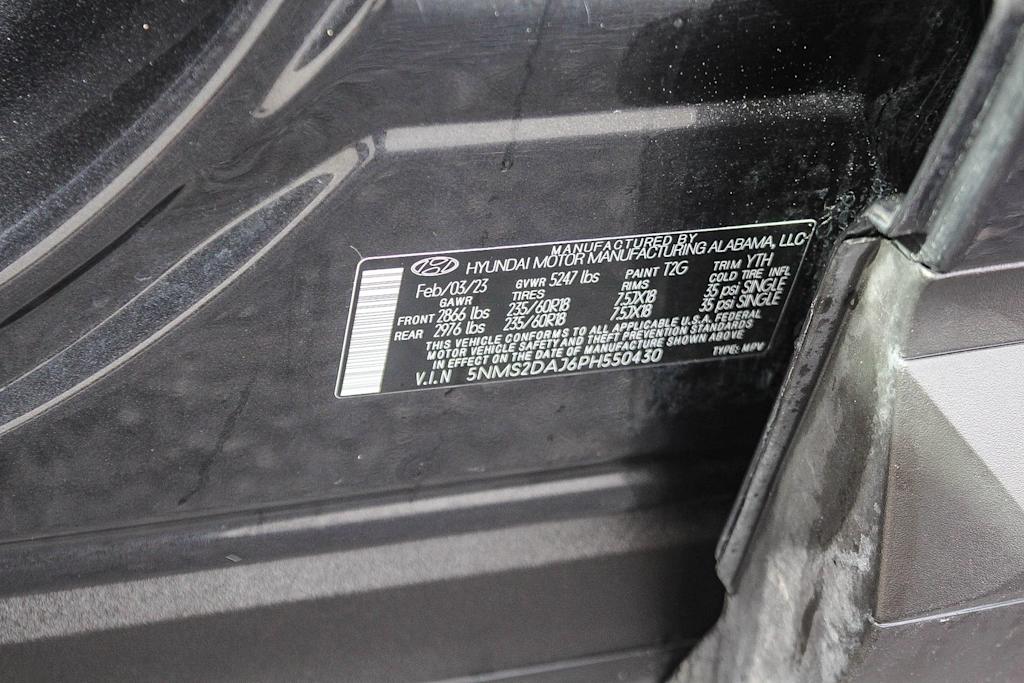 MANUFACTURED BY
HYUNDAI MOTOR MANUFACTURING ALABAMA, LLC
Feb/03/23 GVWR 5247 lbs PAINT T2G TRIM YTH
GAWR TIRES RIMS COLD TIRE INFL
FRONT 2866 lbs 235/60R18 7.5JX18 35 psi SINGLE
REAR 2976 lbs 235/60R18 7.5JX18 35 psi SINGLE
THIS VEHICLE CONFORMS TO ALL APPLICABLE U.S.A. FEDERAL
MOTOR VEHICLE SAFETY AND THEFT PREVENTION STANDARDS
IN EFFECT ON THE DATE OF MANUFACTURE SHOWN ABOVE
V.I.N 5NMS2DAJ6PH550430 TYPE: MPV